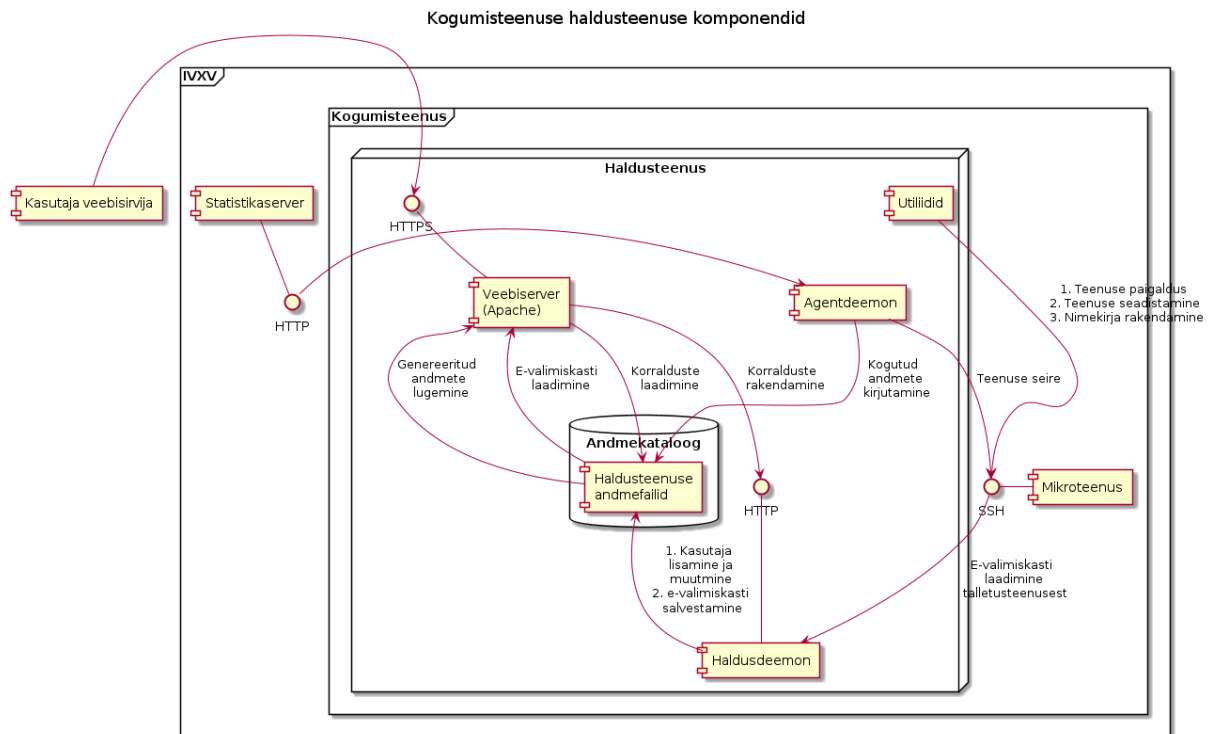 Kogumisteenuse haldusteenuse komponendid
IVXV
Kogumisteenus
Haldusteenus
Kasutaja veebisirvija
Statistikaserver
Utiliidid
HTTPS
HTTP
Veebiserver
(Apache)
Agentdeemon
1. Teenuse paigaldus
2. Teenuse seadistamine
3. Nimekirja rakendamine
Genereeritud
andmete
lugemine
E-valimiskasti
laadimine
Korralduste
laadimine
Korralduste
rakendamine
Kogutud
andmete
kirjutamine
Teenuse seire
Andmekataloog
Haldusteenuse
andmefailid
HTTP
SSH
Mikroteenus
1. Kasutaja
lisamine ja
muutmine
2. e-valimiskasti
salvestamine
E-valimiskasti
laadimine
talletusteenusest
Haldusdeemon